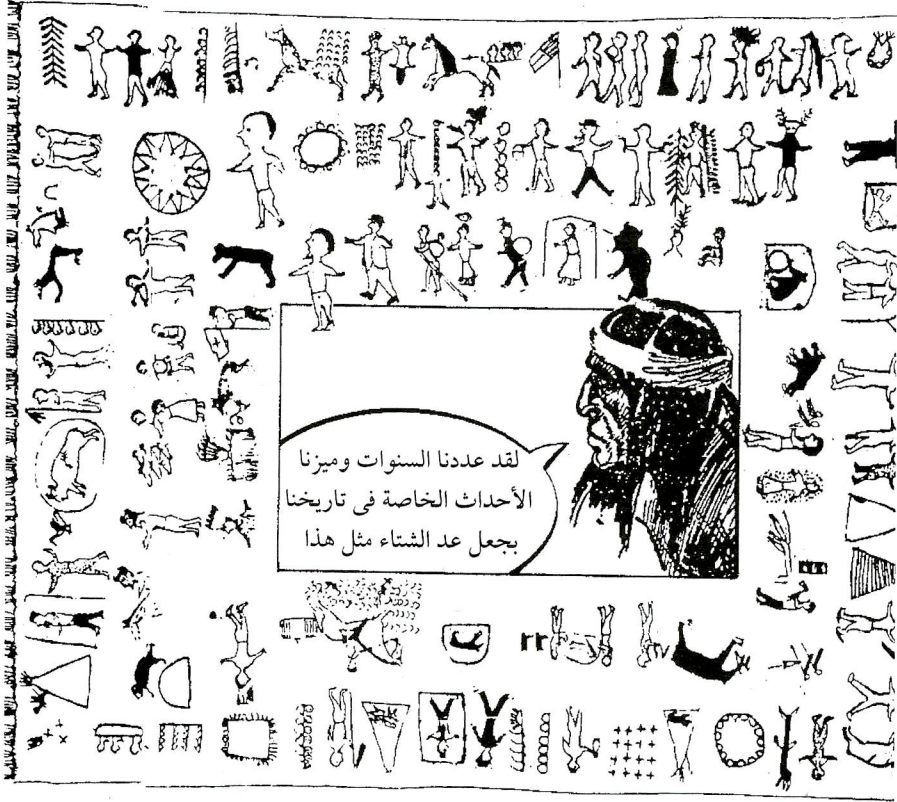 لقد عددنا السنوات وميزنا
الأحداث الخاصة فى تاريخنا
بجعل عد الشتاء مثل هذا